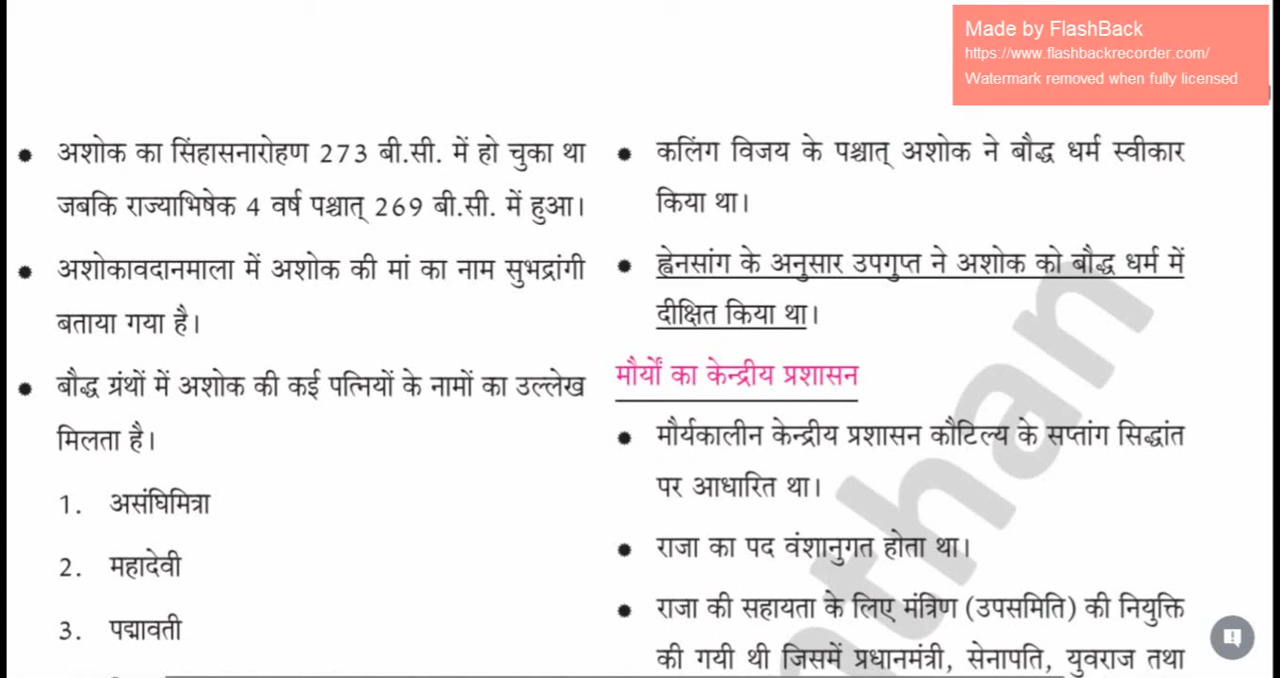 Made by FlashBack
https://www.flashbackrecorder.com/
Watermark removed when fully licensed
● अशोक का सिंहासनारोहण 273 बी.सी. में हो चुका था
जबकि राज्याभिषेक 4 वर्ष पश्चात् 269 बी.सी. में हुआ।
● अशोकावदानमाला में अशोक की मां का नाम सुभद्रांगी
बताया गया है।
● बौद्ध ग्रंथों में अशोक की कई पत्नियों के नामों का उल्लेख
मिलता है।
1. असंघिमित्रा
2. महादेवी
3. पद्मावती
● कलिंग विजय के पश्चात् अशोक ने बौद्ध धर्म स्वीकार
किया था।
● ह्वेनसांग के अनुसार उपगुप्त ने अशोक को बौद्ध धर्म में
दीक्षित किया था।
मौर्यों का केन्द्रीय प्रशासन
● मौर्यकालीन केन्द्रीय प्रशासन कौटिल्य के सप्तांग सिद्धांत
पर आधारित था।
● राजा का पद वंशानुगत होता था।
● राजा की सहायता के लिए मंत्रिण (उपसमिति) की नियुक्ति
की गयी थी जिसमें प्रधानमंत्री, सेनापति, युवराज तथा